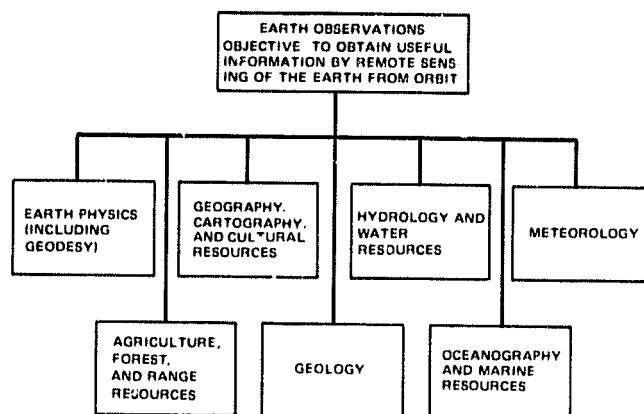 EARTH OBSERVATIONS
OBJECTIVE TO OBTAIN USEFUL
INFORMATION BY REMOTE SENS
ING OF THE EARTH FROM ORBIT
EARTH PHYSICS
(INCLUDING
GEODESY)
GEOGRAPHY,
CARTOGRAPHY,
AND CULTURAL
RESOURCES
HYDROLOGY AND
WATER
RESOURCES
METEOROLOGY
AGRICULTURE,
FOREST,
AND RANGE
RESOURCES
GEOLOGY
OCEANOGRAPHY
AND MARINE
RESOURCES